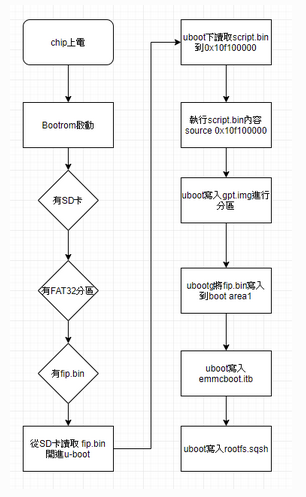 chip上電
Bootrom啟動
有SD卡
有FAT32分區
有fip.bin
從SD卡讀取 fip.bin
開進u-boot
uboot下讀取script.bin
到0x10f100000
執行script.bin內容
source 0x10f100000
uboot寫入gpt.img進行
分區
ubootg將fip.bin寫入
到boot area1
uboot寫入
emmcboot.itb
uboot寫入rootfs.sqsh